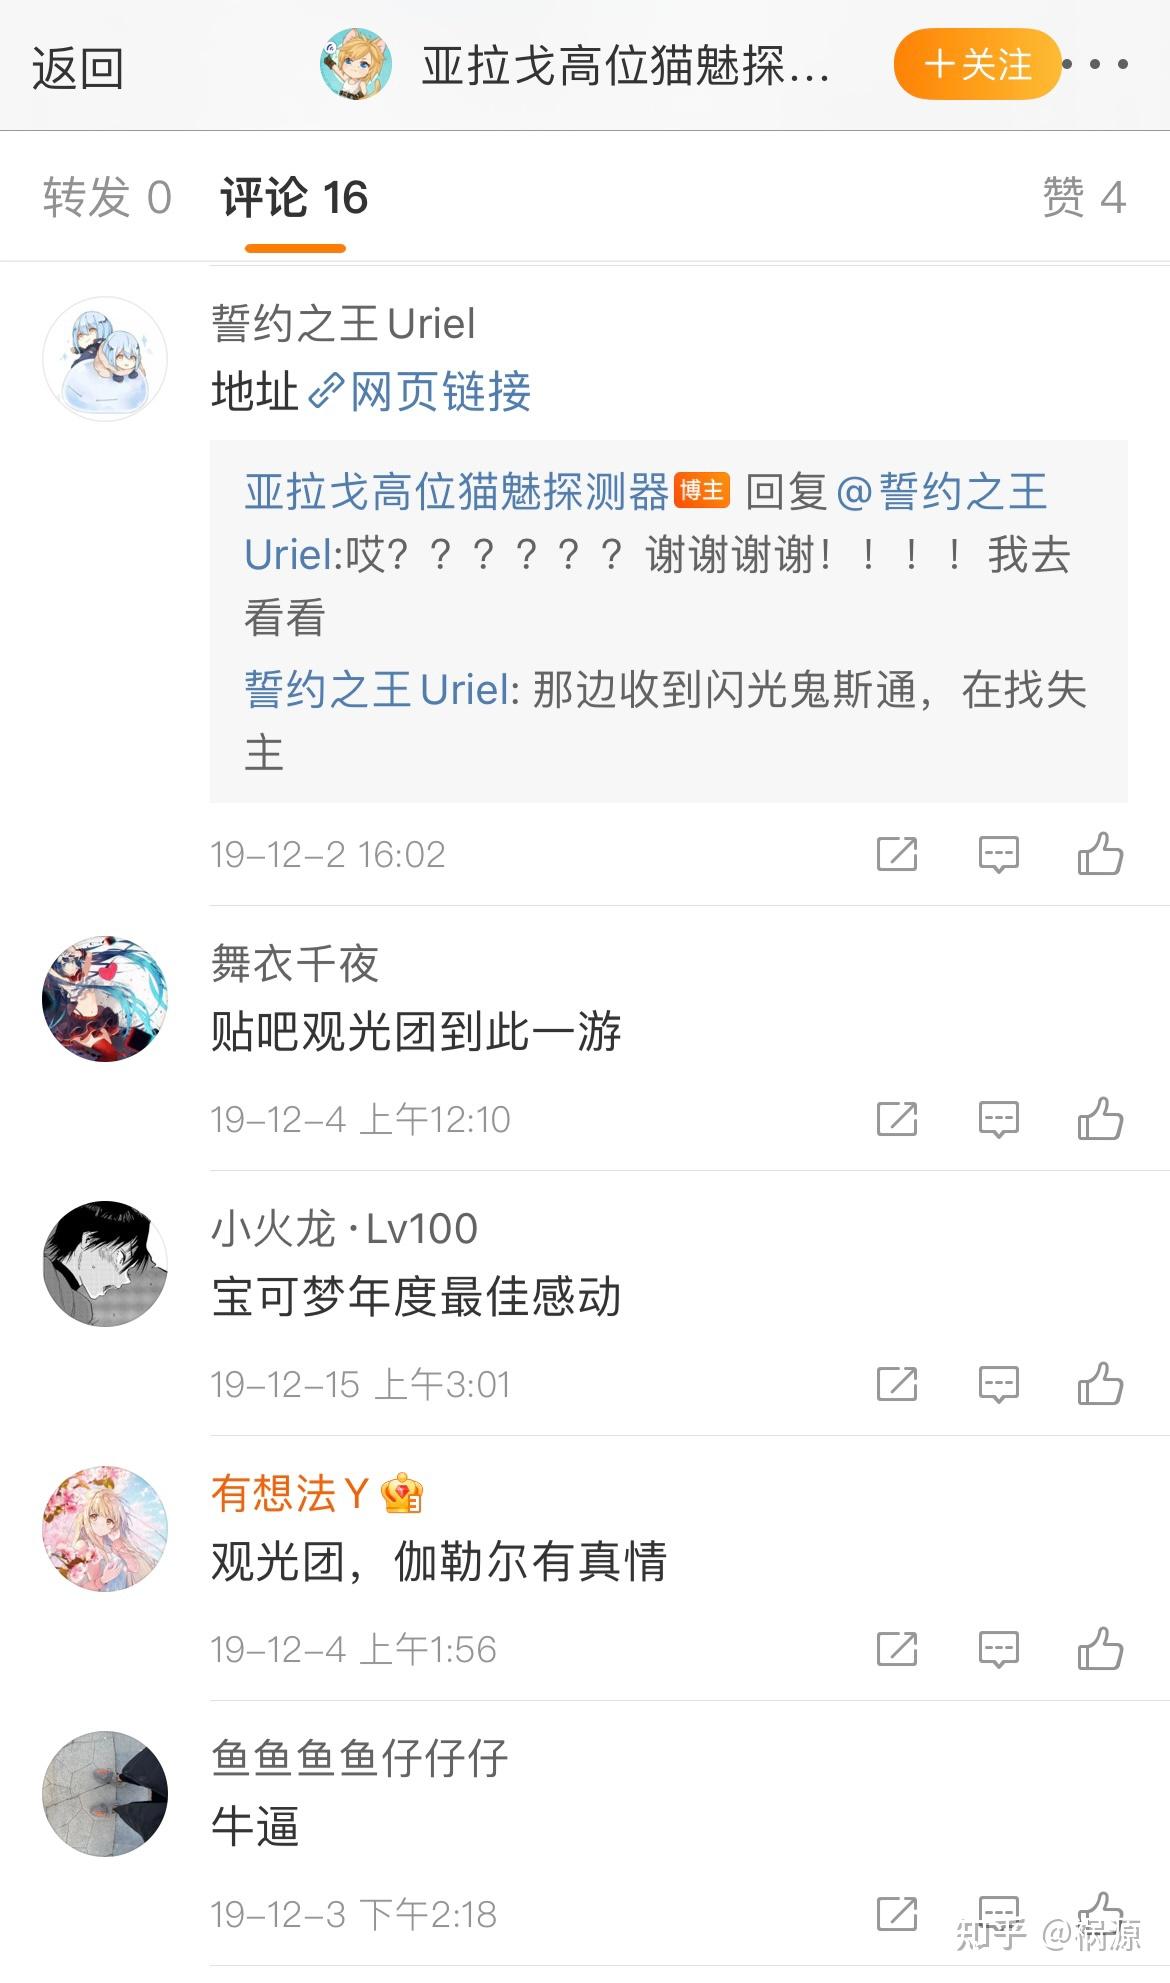 返回
亚拉戈高位猫魅探...
+关注
转发 0
评论 16
赞 4
誓约之王Uriel
地址网页链接
亚拉戈高位猫魅探测器 博主 回复@誓约之王
Uriel:哎？？？？？？谢谢谢谢！！！！我去
看看
誓约之王Uriel: 那边收到闪光鬼斯通，在找失
主
19-12-2 16:02
舞衣千夜
贴吧观光团到此一游
19-12-4 上午12:10
小火龙·Lv100
宝可梦年度最佳感动
19-12-15 上午3:01
有想法Y
观光团，伽勒尔有真情
19-12-4 上午1:56
鱼鱼鱼鱼仔仔仔
牛逼
19-12-3 下午2:18
知乎 @祸源